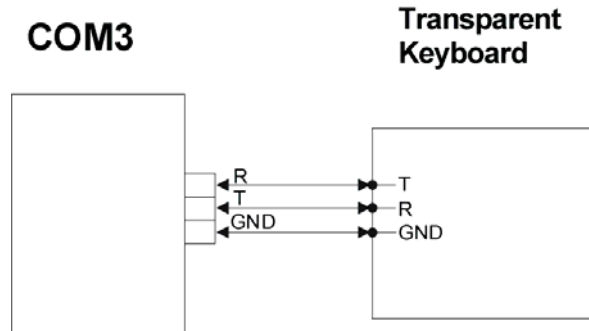 COM3
Transparent
Keyboard
R
T
T
R
GND
GND